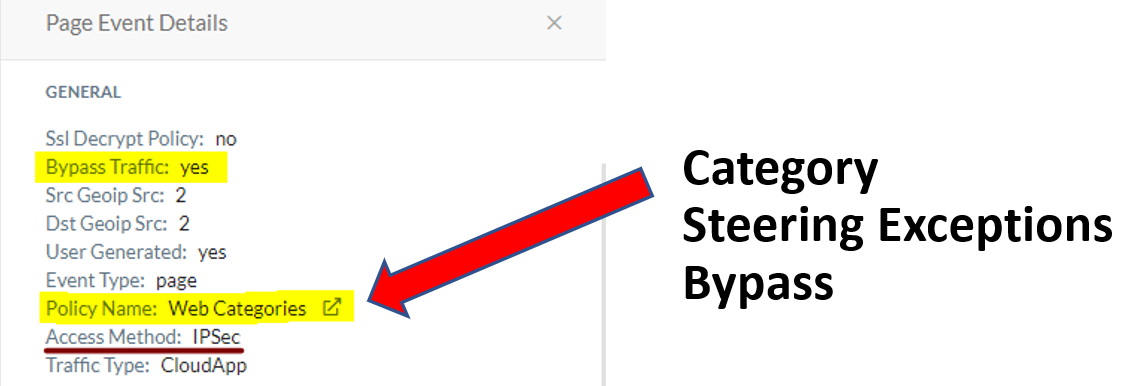 Page Event Details
GENERAL
Ssl Decrypt Policy: no
Bypass Traffic: yes
Src Geoip Src: 2
Dst Geoip Src: 2
User Generated: yes
Event Type: page
Policy Name: Web Categories
Access Method: IPSec
Traffic Type: CloudApp
Category
Steering Exceptions
Bypass